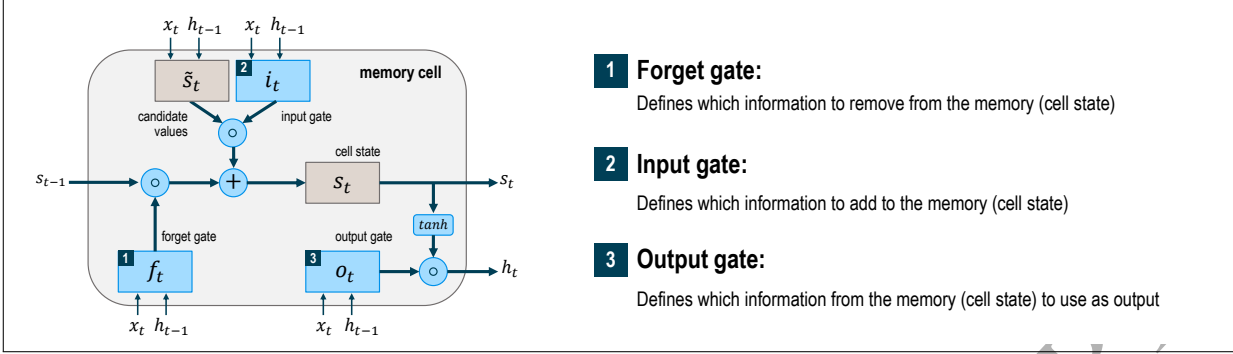 x_t h_{t-1} x_t h_{t-1}
memory cell
s̃_t
2 i_t
candidate values
input gate
cell state
s_{t-1} ∘ + s_t s_t
tanh
forget gate
output gate
1 f_t
3 o_t
h_t
x_t h_{t-1} x_t h_{t-1}
1 Forget gate:
Defines which information to remove from the memory (cell state)
2 Input gate:
Defines which information to add to the memory (cell state)
3 Output gate:
Defines which information from the memory (cell state) to use as output